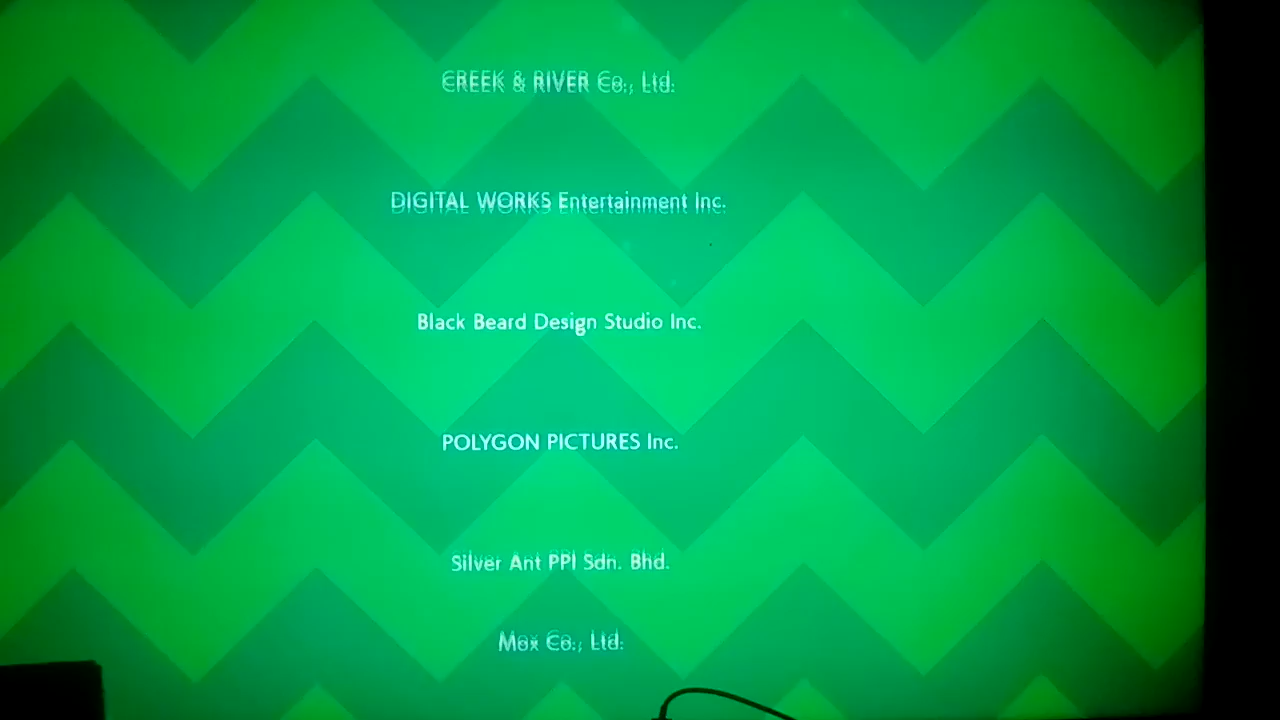 CREEK & RIVER Co., Ltd.
DIGITAL WORKS Entertainment Inc.
Black Beard Design Studio Inc.
POLYGON PICTURES Inc.
Silver Ant PPI Sdn. Bhd.
Mox Co., Ltd.